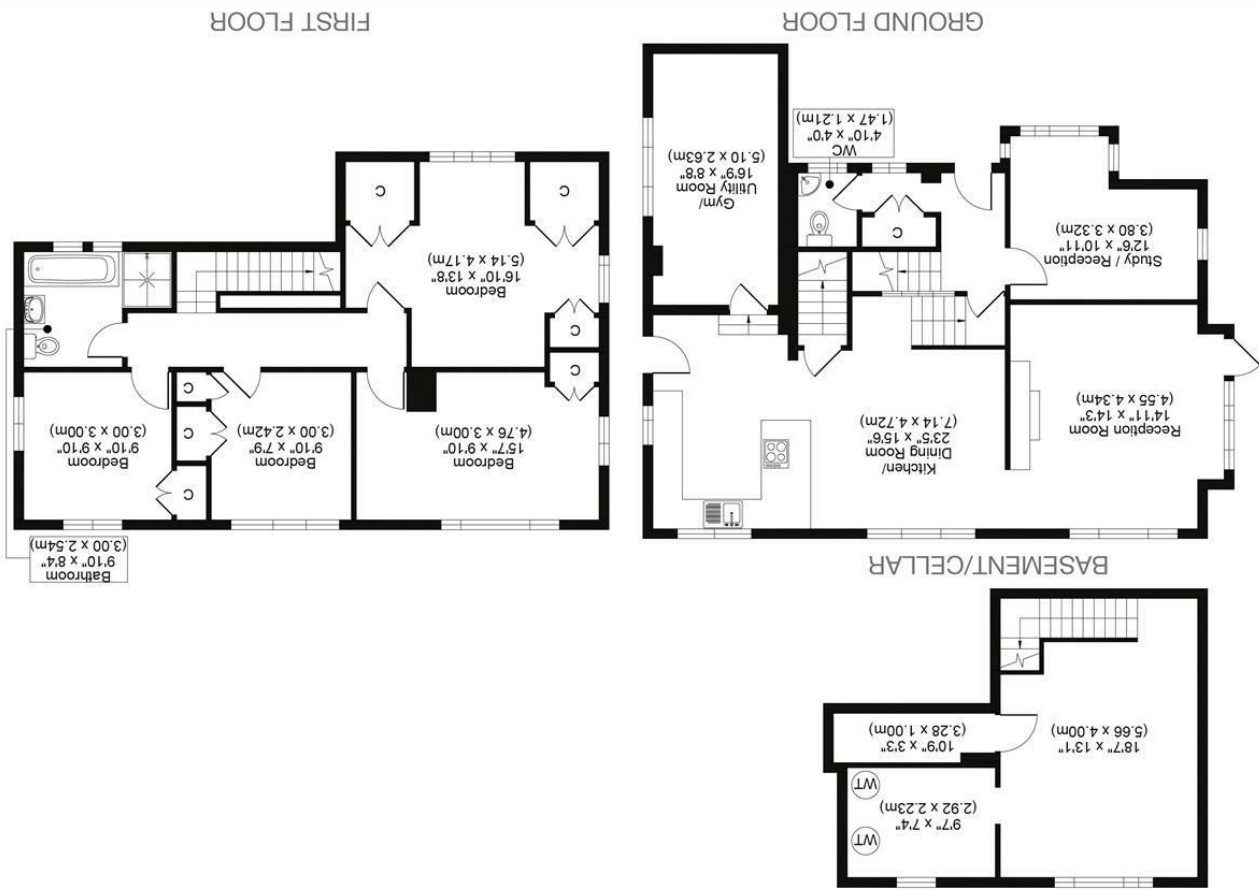 WT
WT
9'7" x 7'4"
(2.92 x 2.23m)
18'7" x 13'1"
(5.66 x 4.00m)
10'9" x 3'3"
(3.28 x 1.00m)
BASEMENT/CELLAR
Reception Room
14'11" x 14'3"
(4.55 x 4.34m)
Kitchen/
Dining Room
23'5" x 15'6"
(7.14 x 4.72m)
Study / Reception
12'6" x 10'11"
(3.80 x 3.32m)
C
Gym/
Utility Room
16'9" x 8'8"
(5.10 x 2.63m)
WC
4'10" x 4'0"
(1.47 x 1.21m)
GROUND FLOOR
Bathroom
9'10" x 8'4"
(3.00 x 2.54m)
Bedroom
15'7" x 9'10"
(4.76 x 3.00m)
Bedroom
9'10" x 7'9"
(3.00 x 2.42m)
C
C
C
Bedroom
9'10" x 9'10"
(3.00 x 3.00m)
C
C
Bedroom
16'10" x 13'8
(5.14 x 4.17m)
C
C
FIRST FLOOR